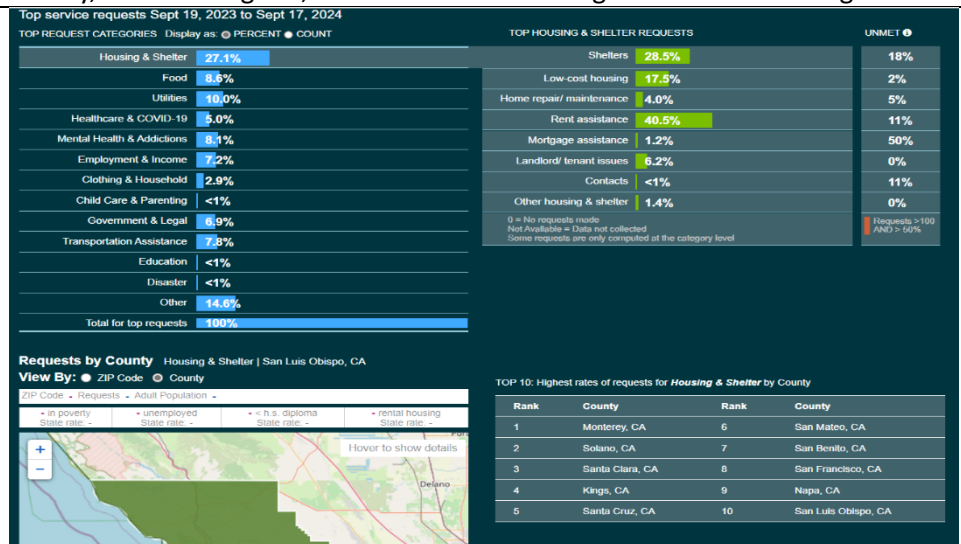 Top service requests Sept 19, 2023 to Sept 17, 2024
TOP REQUEST CATEGORIES Display as: PERCENT COUNT
Housing & Shelter 27.1%
Food 8.6%
Utilities 10.0%
Healthcare & COVID-19 5.0%
Mental Health & Addictions 8.1%
Employment & Income 7.2%
Clothing & Household 2.9%
Child Care & Parenting <1%
Government & Legal 6.9%
Transportation Assistance 7.8%
Education <1%
Disaster <1%
Other 14.6%
Total for top requests 100%
TOP HOUSING & SHELTER REQUESTS UNMET
Shelters 28.5% 18%
Low-cost housing 17.5% 2%
Home repair/ maintenance 4.0% 5%
Rent assistance 40.5% 11%
Mortgage assistance 1.2% 50%
Landlord/ tenant issues 6.2% 0%
Contacts <1% 11%
Other housing & shelter 1.4% 0%
0 = No requests made
Not Available = Data not collected
Some requests are only computed at the category level
Requests >100
AND > 50%
Requests by County Housing & Shelter | San Luis Obispo, CA
View By: ZIP Code County
ZIP Code - Requests - Adult Population -
- in poverty - unemployed - < h.s. diploma - rental housing
State rate: - State rate: - State rate: - State rate: -
+
−
Hover to show details
Delano
TOP 10: Highest rates of requests for Housing & Shelter by County
Rank County Rank County
1 Monterey, CA 6 San Mateo, CA
2 Solano, CA 7 San Benito, CA
3 Santa Clara, CA 8 San Francisco, CA
4 Kings, CA 9 Napa, CA
5 Santa Cruz, CA 10 San Luis Obispo, CA